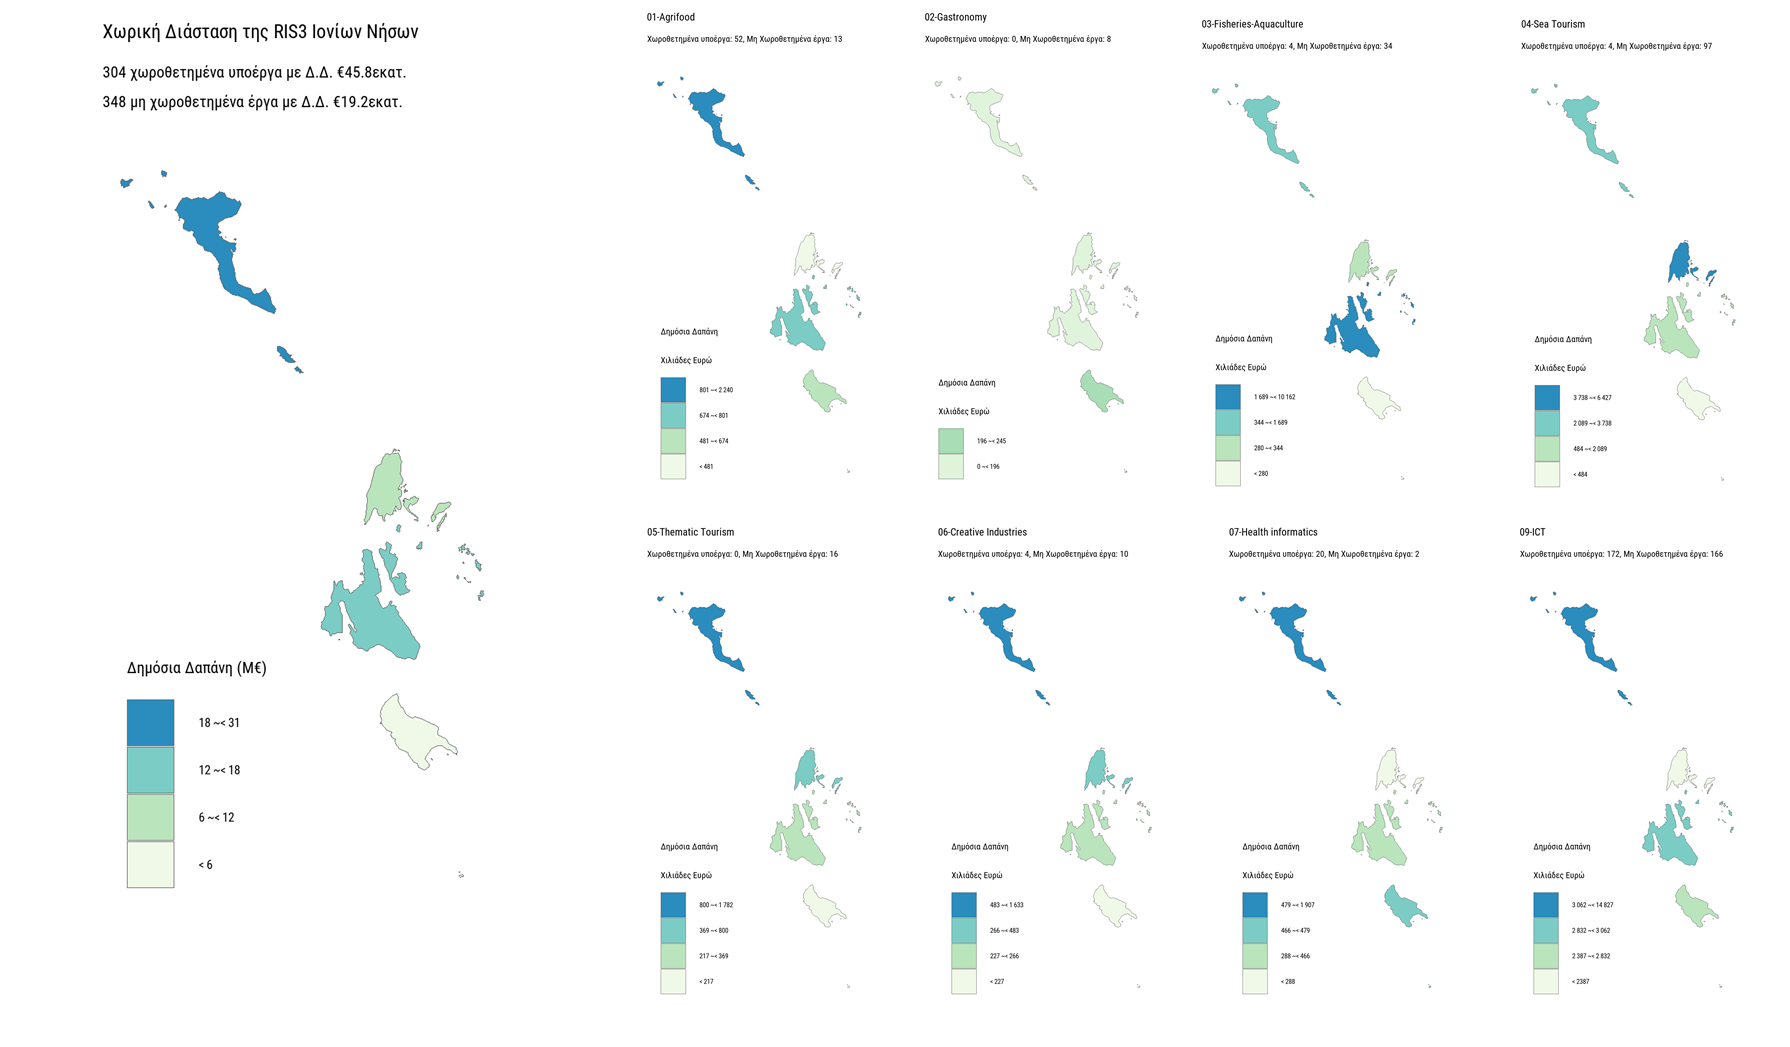 Χωρική Διάσταση της RIS3 Ιονίων Νήσων
304 χωροθετημένα υποέργα με Δ.Δ. €45.8εκατ.
348 μη χωροθετημένα έργα με Δ.Δ. €19.2εκατ.
Δημόσια Δαπάνη (Μ€)
18 ~< 31
12 ~< 18
6 ~< 12
< 6
01-Agrifood
Χωροθετημένα υποέργα: 52, Μη Χωροθετημένα έργα: 13
Δημόσια Δαπάνη
Χιλιάδες Ευρώ
801 ~< 2 240
674 ~< 801
481 ~< 674
< 481
02-Gastronomy
Χωροθετημένα υποέργα: 0, Μη Χωροθετημένα έργα: 8
Δημόσια Δαπάνη
Χιλιάδες Ευρώ
196 ~< 245
0 ~< 196
03-Fisheries-Aquaculture
Χωροθετημένα υποέργα: 4, Μη Χωροθετημένα έργα: 34
Δημόσια Δαπάνη
Χιλιάδες Ευρώ
1 689 ~< 10 162
344 ~< 1 689
280 ~< 344
< 280
04-Sea Tourism
Χωροθετημένα υποέργα: 4, Μη Χωροθετημένα έργα: 97
Δημόσια Δαπάνη
Χιλιάδες Ευρώ
3 738 ~< 6 427
2 089 ~< 3 738
484 ~< 2 089
< 484
05-Thematic Tourism
Χωροθετημένα υποέργα: 0, Μη Χωροθετημένα έργα: 16
Δημόσια Δαπάνη
Χιλιάδες Ευρώ
800 ~< 1 782
369 ~< 800
217 ~< 369
< 217
06-Creative Industries
Χωροθετημένα υποέργα: 4, Μη Χωροθετημένα έργα: 10
Δημόσια Δαπάνη
Χιλιάδες Ευρώ
483 ~< 1 633
266 ~< 483
227 ~< 266
< 227
07-Health informatics
Χωροθετημένα υποέργα: 20, Μη Χωροθετημένα έργα: 2
Δημόσια Δαπάνη
Χιλιάδες Ευρώ
479 ~< 1 907
466 ~< 479
288 ~< 466
< 288
09-ICT
Χωροθετημένα υποέργα: 172, Μη Χωροθετημένα έργα: 166
Δημόσια Δαπάνη
Χιλιάδες Ευρώ
3 062 ~< 14 827
2 832 ~< 3 062
2 387 ~< 2 832
< 2387